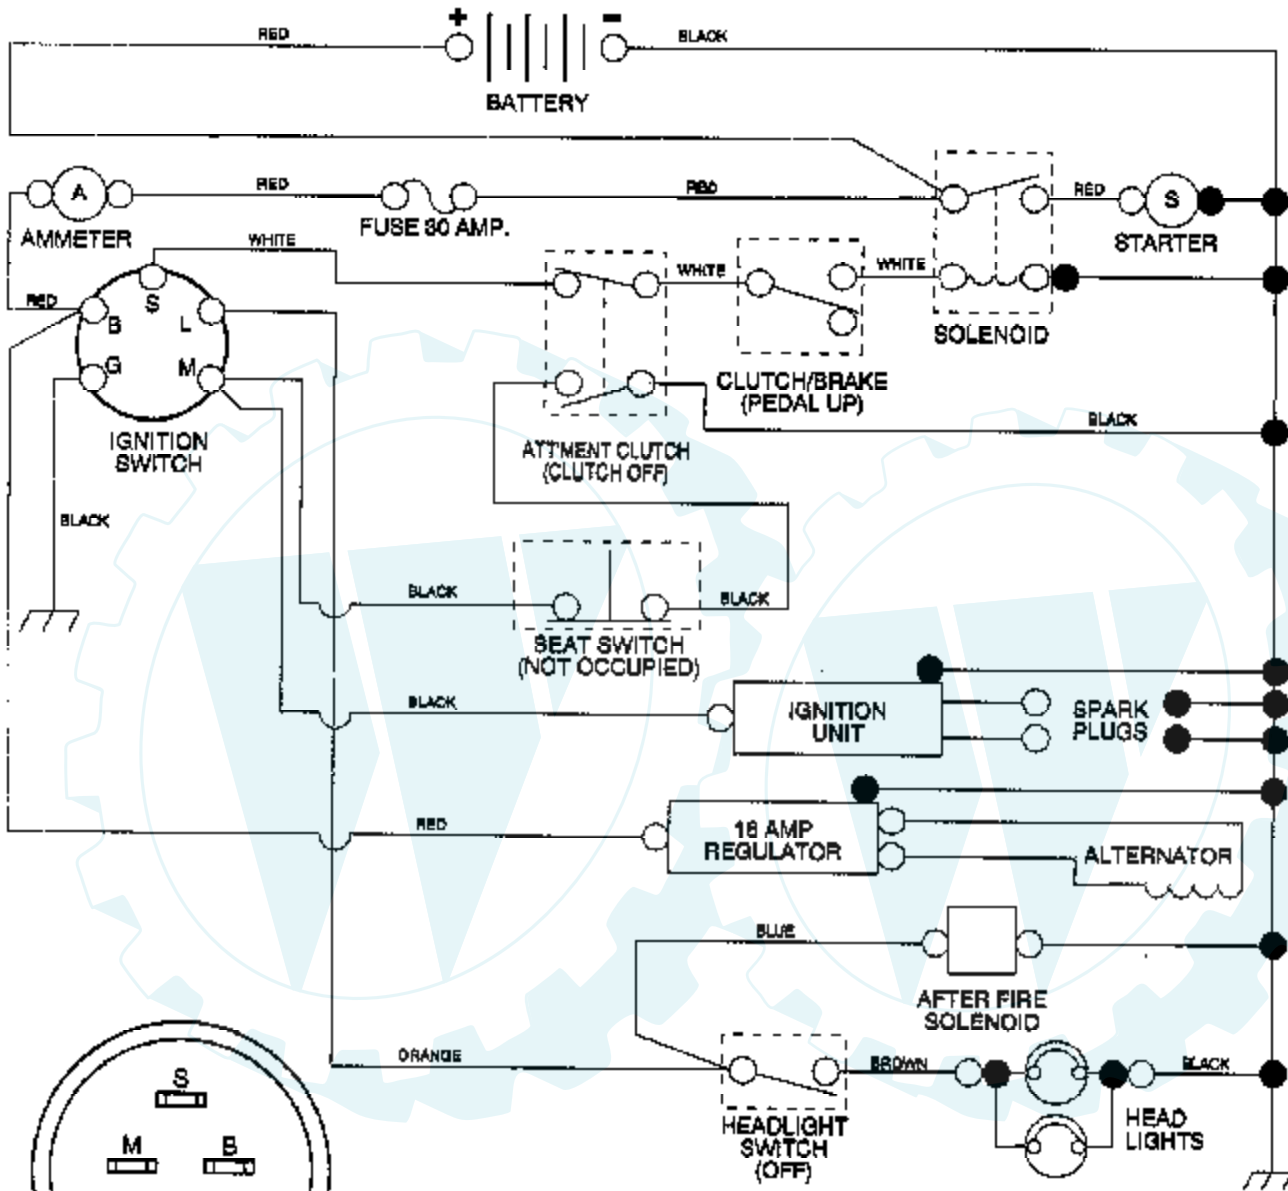 + -
RED
BLACK
BATTERY
A
RED
RED
RED
S
AMMETER
FUSE 30 AMP.
STARTER
WHITE
WHITE
WHITE
RED
S
B
L
G
M
SOLENOID
CLUTCH/BRAKE
(PEDAL UP)
BLACK
IGNITION
SWITCH
ATT'MENT CLUTCH
(CLUTCH OFF)
BLACK
BLACK
BLACK
SEAT SWITCH
(NOT OCCUPIED)
BLACK
IGNITION
UNIT
SPARK
PLUGS
RED
16 AMP
REGULATOR
ALTERNATOR
BLUE
AFTER FIRE
SOLENOID
ORANGE
BROWN
BLACK
HEADLIGHT
SWITCH
(OFF)
HEAD
LIGHTS
S
M
B
W
W